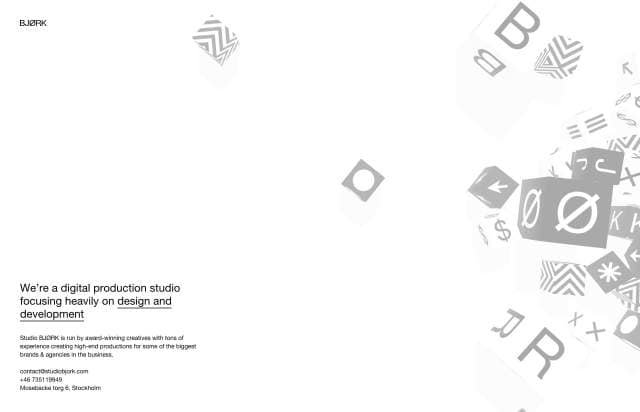 BJØRK
B
B
J
Ø
Ø
K
K
$
We're a digital production studio
focusing heavily on design and
development
Studio BJØRK is run by award-winning creatives with tons of
experience creating high-end productions for some of the biggest
brands & agencies in the business.
contact@studiobjork.com
+46 735119949
Mosebacke torg 6, Stockholm
R
R